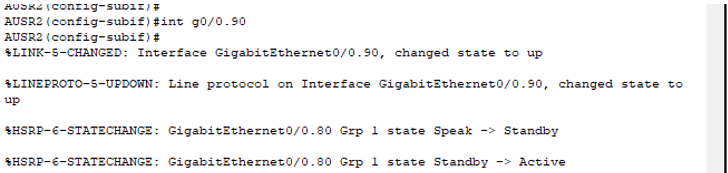 AUSR2(config-subif)#
AUSR2(config-subif)#int g0/0.90
AUSR2(config-subif)#
%LINK-5-CHANGED: Interface GigabitEthernet0/0.90, changed state to up
%LINEPROTO-5-UPDOWN: Line protocol on Interface GigabitEthernet0/0.90, changed state to
up
%HSRP-6-STATECHANGE: GigabitEthernet0/0.80 Grp 1 state Speak -> Standby
%HSRP-6-STATECHANGE: GigabitEthernet0/0.80 Grp 1 state Standby -> Active